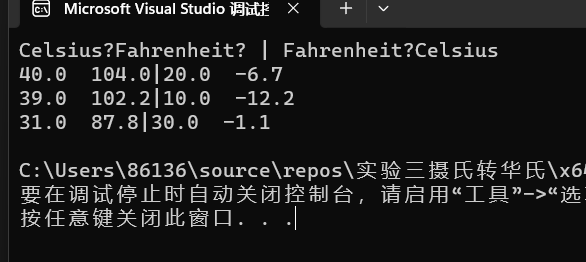 Microsoft Visual Studio 调试
Celsius?Fahrenheit? | Fahrenheit?Celsius
40.0 104.0|20.0 -6.7
39.0 102.2|10.0 -12.2
31.0 87.8|30.0 -1.1
C:\Users\86136\source\repos\实验三摄氏转华氏\x6
要在调试停止时自动关闭控制台，请启用“工具”->“选
按任意键关闭此窗口. . .